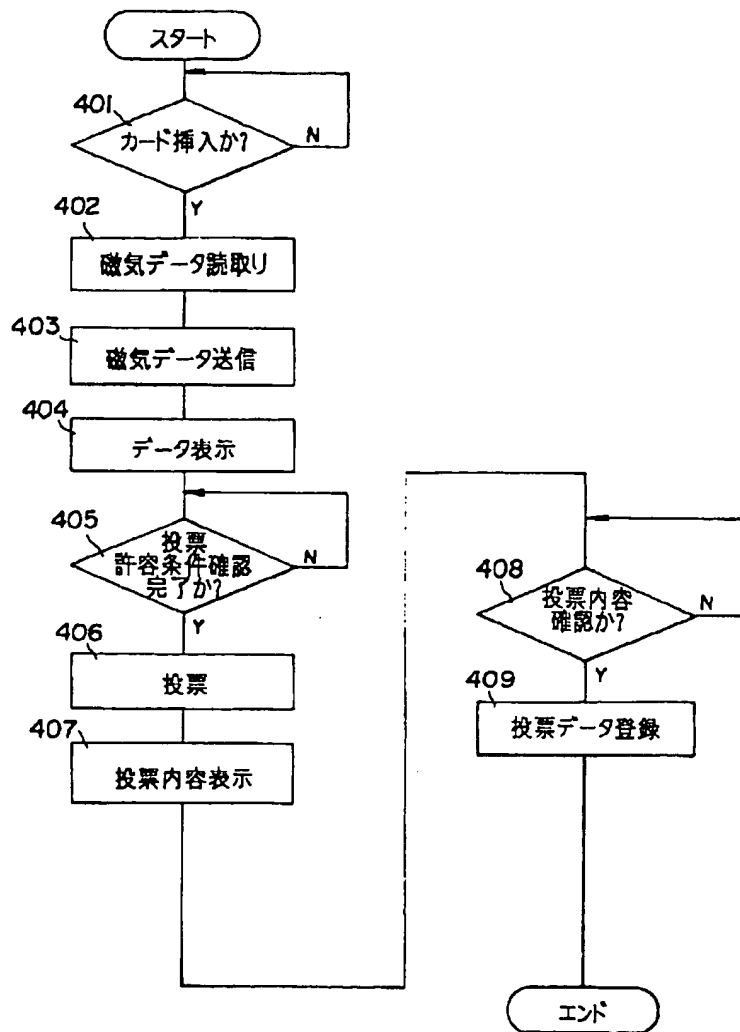 スタート
401
カード挿入か?
N
Y
402
磁気データ読取り
403
磁気データ送信
404
データ表示
405
投票
許容条件確認
完了か?
N
Y
406
投票
407
投票内容表示
408
投票内容
確認か?
N
Y
409
投票データ登録
エンド